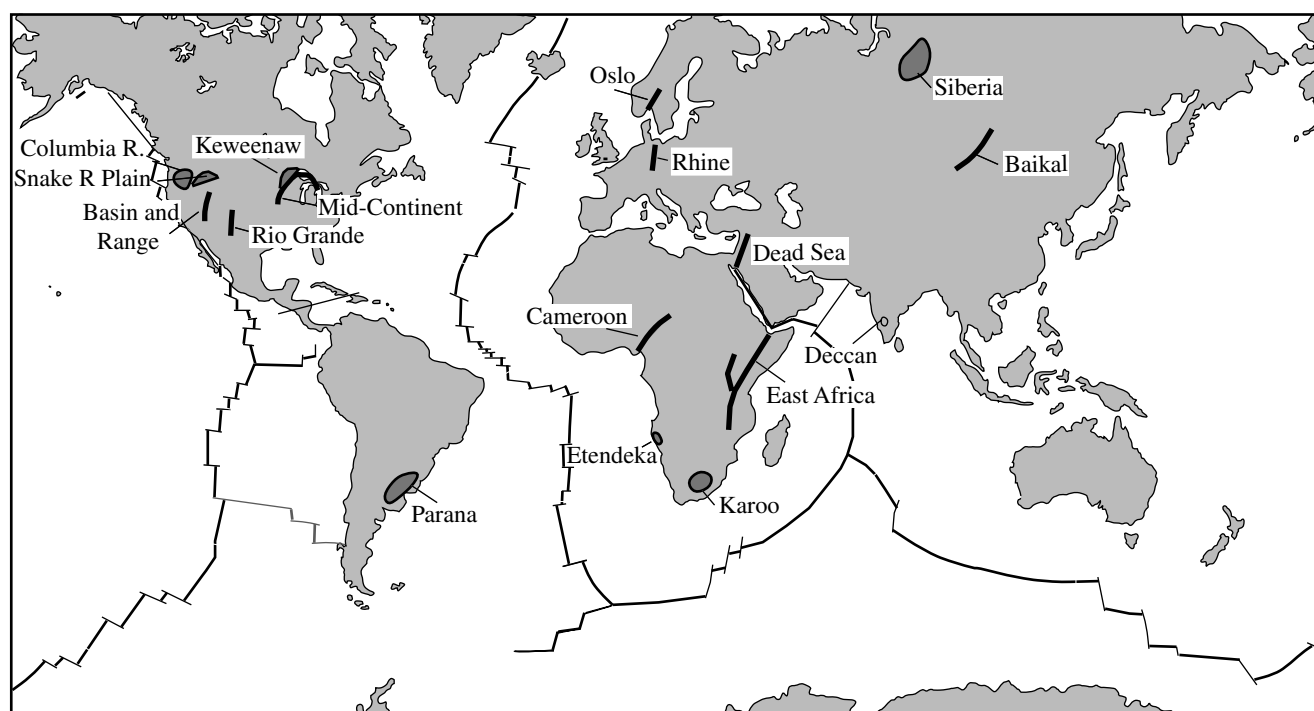 Oslo
Siberia
Columbia R.
Keweenaw
Snake R Plain
Rhine
Baikal
Basin and
Range
Mid-Continent
Rio Grande
Dead Sea
Cameroon
Deccan
East Africa
Etendeka
Karoo
Parana